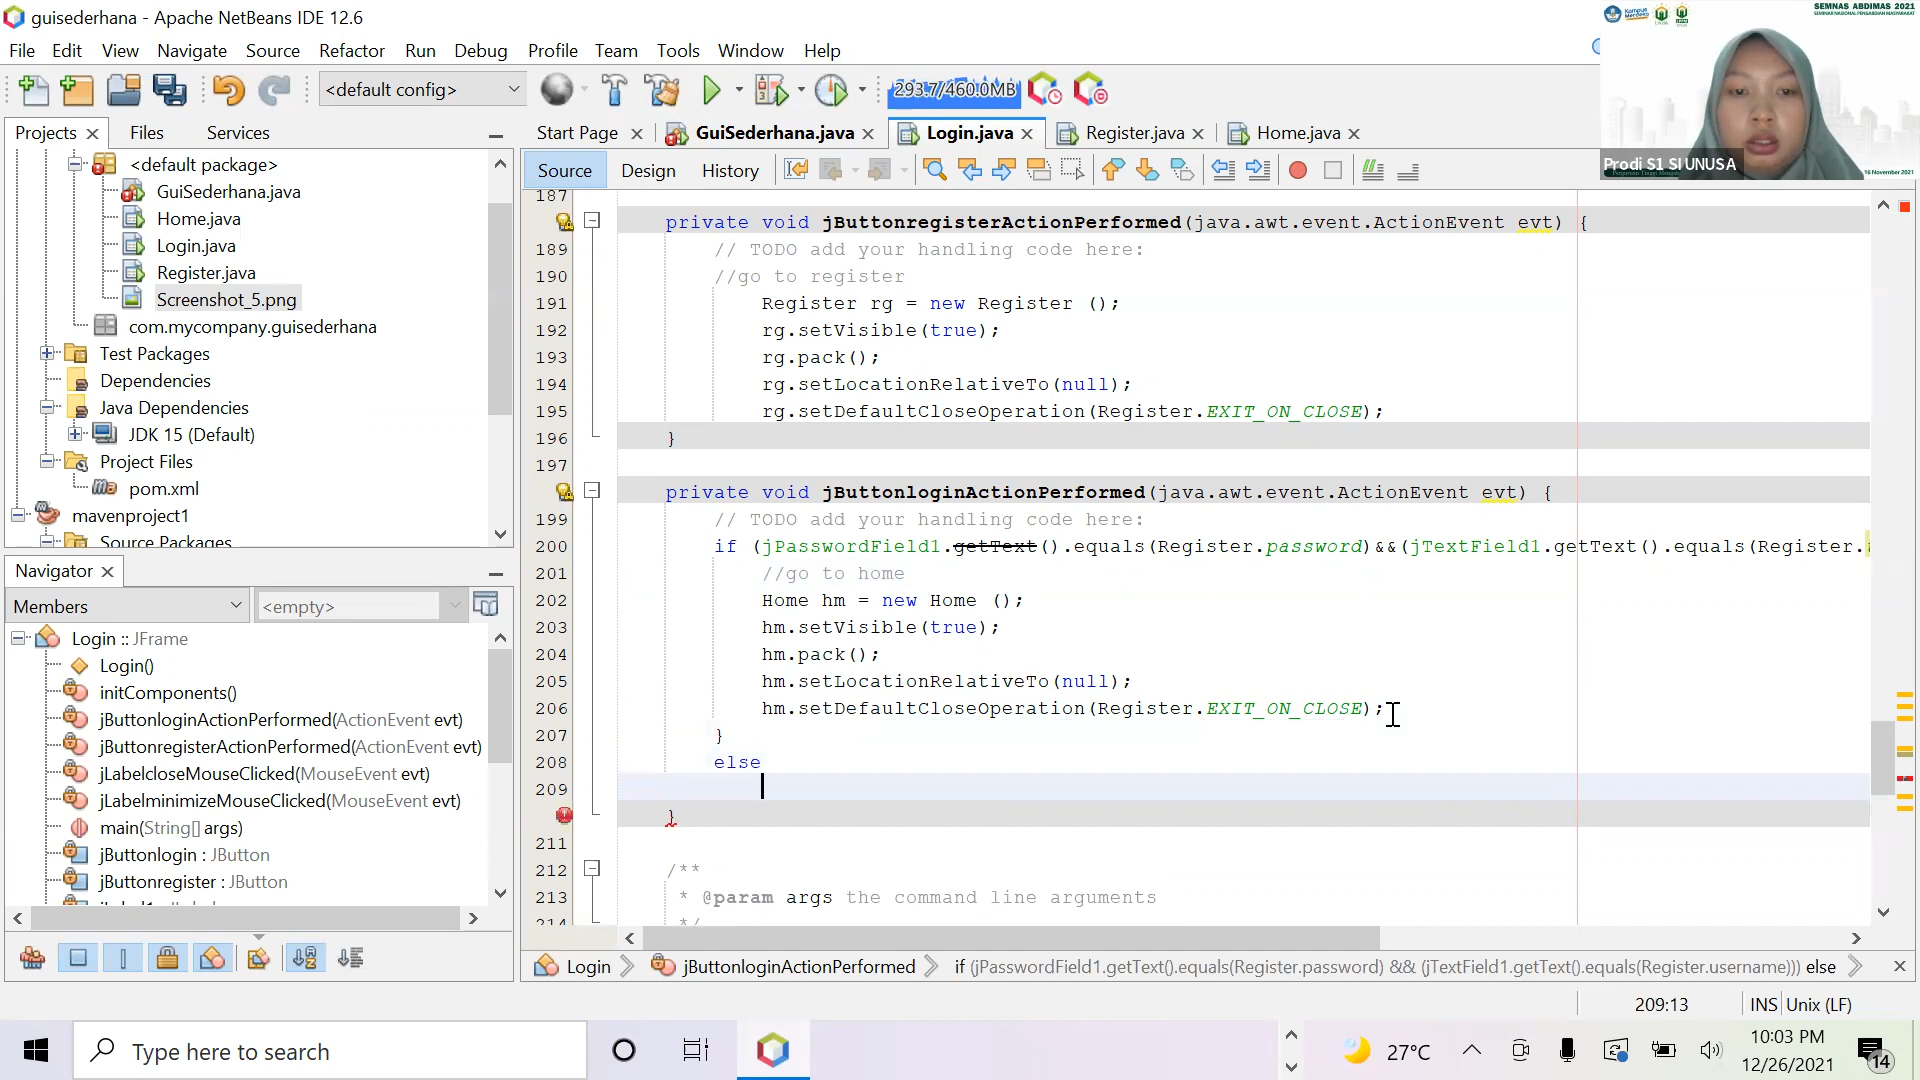 guisederhana - Apache NetBeans IDE 12.6
SEMNAS ABDIMAS 2021
File Edit View Navigate Source Refactor Run Debug Profile Team Tools Window Help
<default config>
293.7/460.0MB
Projects Files Services
Start Page GuiSederhana.java Login.java Register.java Home.java
Prodi S1 SI UNUSA
16 November 2021
Source Design History
<default package>
GuiSederhana.java
Home.java
Login.java
Register.java
Screenshot_5.png
com.mycompany.guisederhana
Test Packages
Dependencies
Java Dependencies
JDK 15 (Default)
Project Files
pom.xml
mavenproject1
Source Packages
187
private void jButtonregisterActionPerformed(java.awt.event.ActionEvent evt) {
189 // TODO add your handling code here:
190 //go to register
191 Register rg = new Register ();
192 rg.setVisible(true);
193 rg.pack();
194 rg.setLocationRelativeTo(null);
195 rg.setDefaultCloseOperation(Register.EXIT_ON_CLOSE);
196 }
197
private void jButtonloginActionPerformed(java.awt.event.ActionEvent evt) {
199 // TODO add your handling code here:
200 if (jPasswordField1.getText().equals(Register.password)&&(jTextField1.getText().equals(Register.
201 //go to home
202 Home hm = new Home ();
203 hm.setVisible(true);
204 hm.pack();
205 hm.setLocationRelativeTo(null);
206 hm.setDefaultCloseOperation(Register.EXIT_ON_CLOSE);
207 }
208 else
209
}
211
212 /**
213 * @param args the command line arguments
214 */
Navigator
Members <empty>
Login :: JFrame
Login()
initComponents()
jButtonloginActionPerformed(ActionEvent evt)
jButtonregisterActionPerformed(ActionEvent evt)
jLabelcloseMouseClicked(MouseEvent evt)
jLabelminimizeMouseClicked(MouseEvent evt)
main(String[] args)
jButtonlogin : JButton
jButtonregister : JButton
Login jButtonloginActionPerformed if (jPasswordField1.getText().equals(Register.password) && (jTextField1.getText().equals(Register.username))) else
209:13 INS Unix (LF)
Type here to search
27°C
10:03 PM
12/26/2021
14